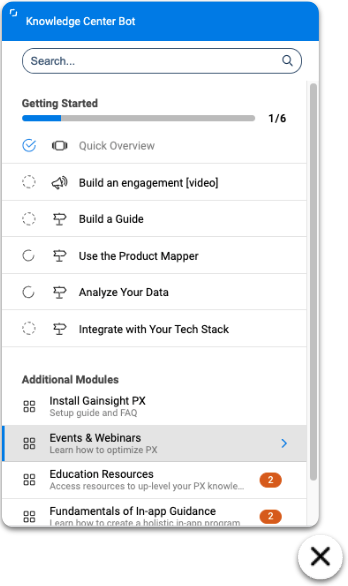 Knowledge Center Bot
Search...
Getting Started
1/6
Quick Overview
Build an engagement [video]
Build a Guide
Use the Product Mapper
Analyze Your Data
Integrate with Your Tech Stack
Additional Modules
Install Gainsight PX
Setup guide and FAQ
Events & Webinars
Learn how to optimize PX
Education Resources
Access resources to up-level your PX knowle...
2
Fundamentals of In-app Guidance
Learn how to create a holistic in-app program
2